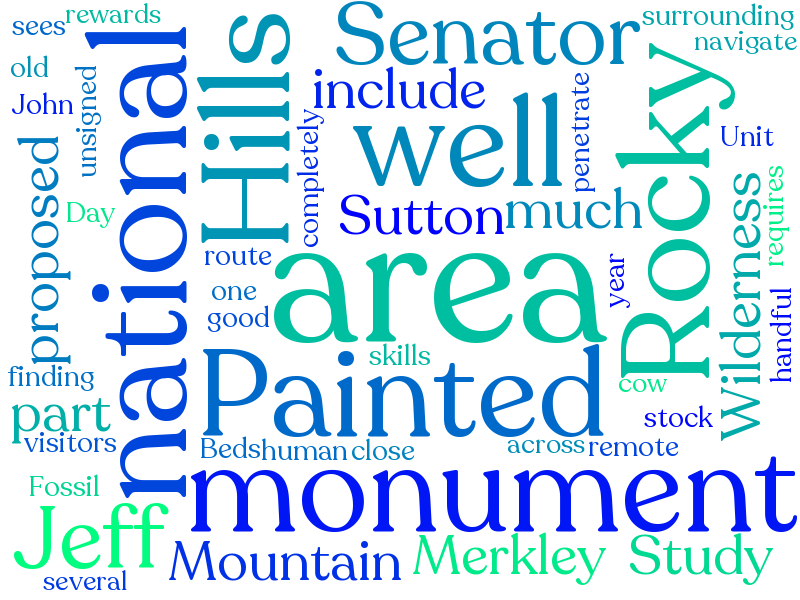 sees
rewards
old
John
unsigned
national
Hills
Senator
surrounding
navigate
include
well
penetrate
Rocky
Unit
completely
proposed
Day
Sutton
much
Wilderness
requires
route
area
year
one
good
handful
finding
skills
cow
part
Painted
stock
visitors
Beds
human
close
across
remote
Fossil
monument
Jeff
Mountain
Merkley
Study
several